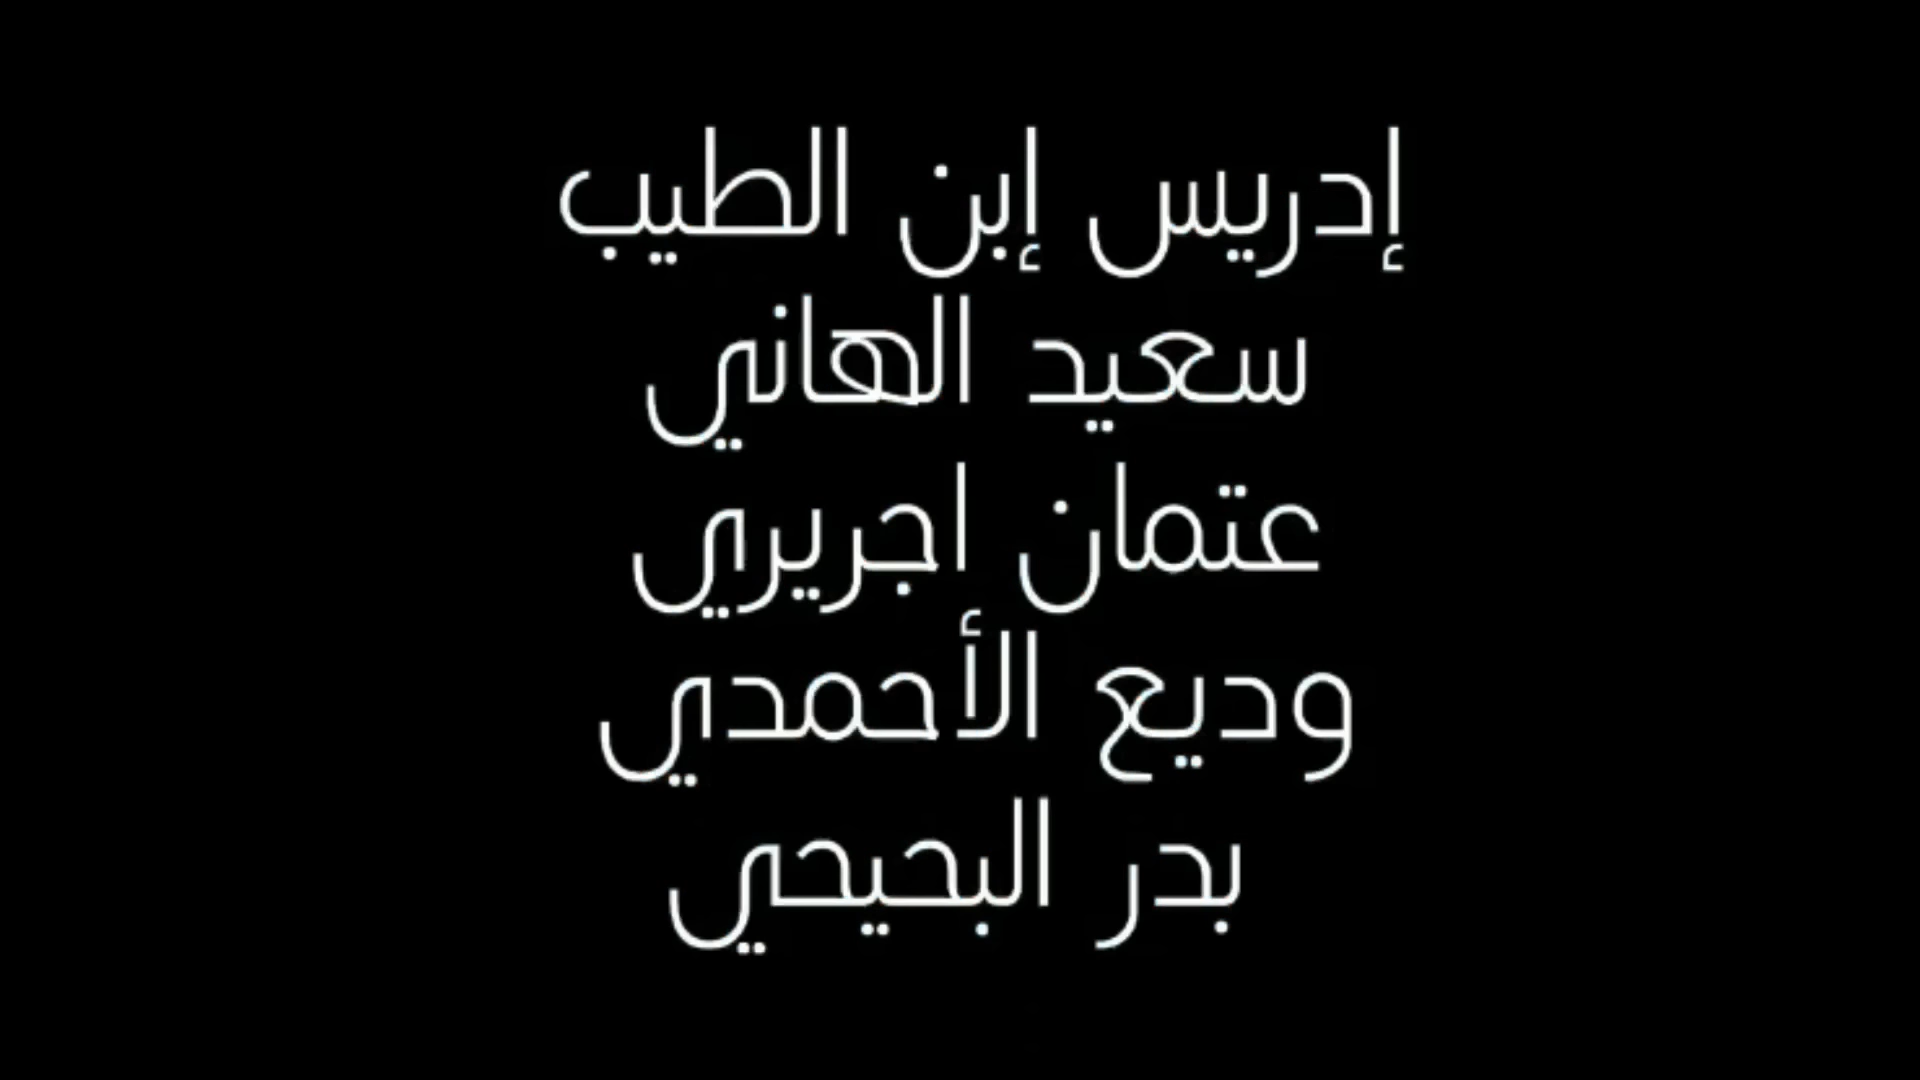 إدريس إبن الطيب
سعيد الهاني
عتمان اجريري
وديع الأحمدي
بدر البحيحي